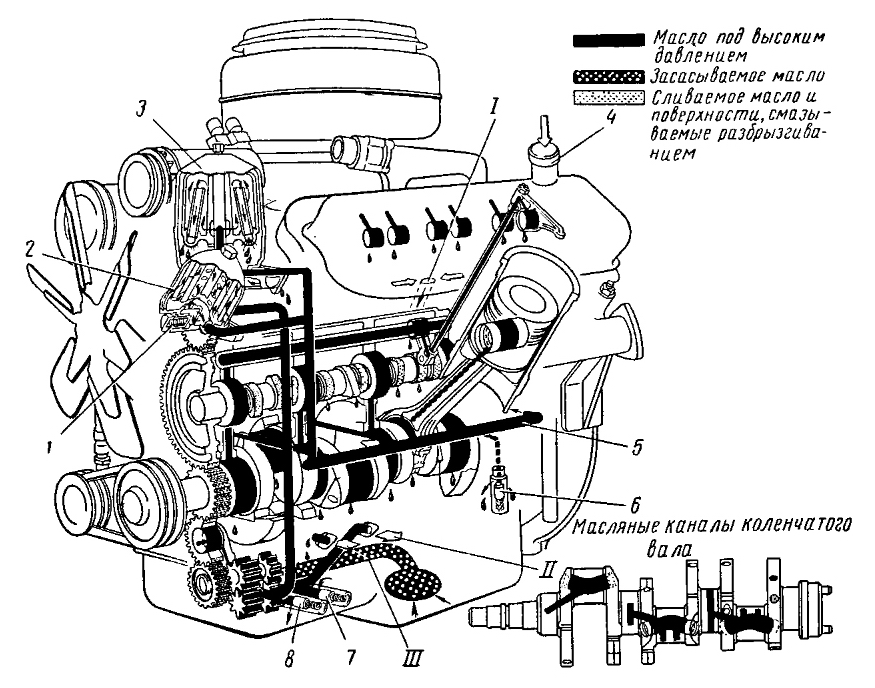 Масло под высоким
давлением
Засасываемое масло
Сливаемое масло и
поверхности, смазы-
ваемые разбрызгива-
нием
3
I
4
2
1
5
6
Масляные каналы коленчатого
вала
II
8
7
III